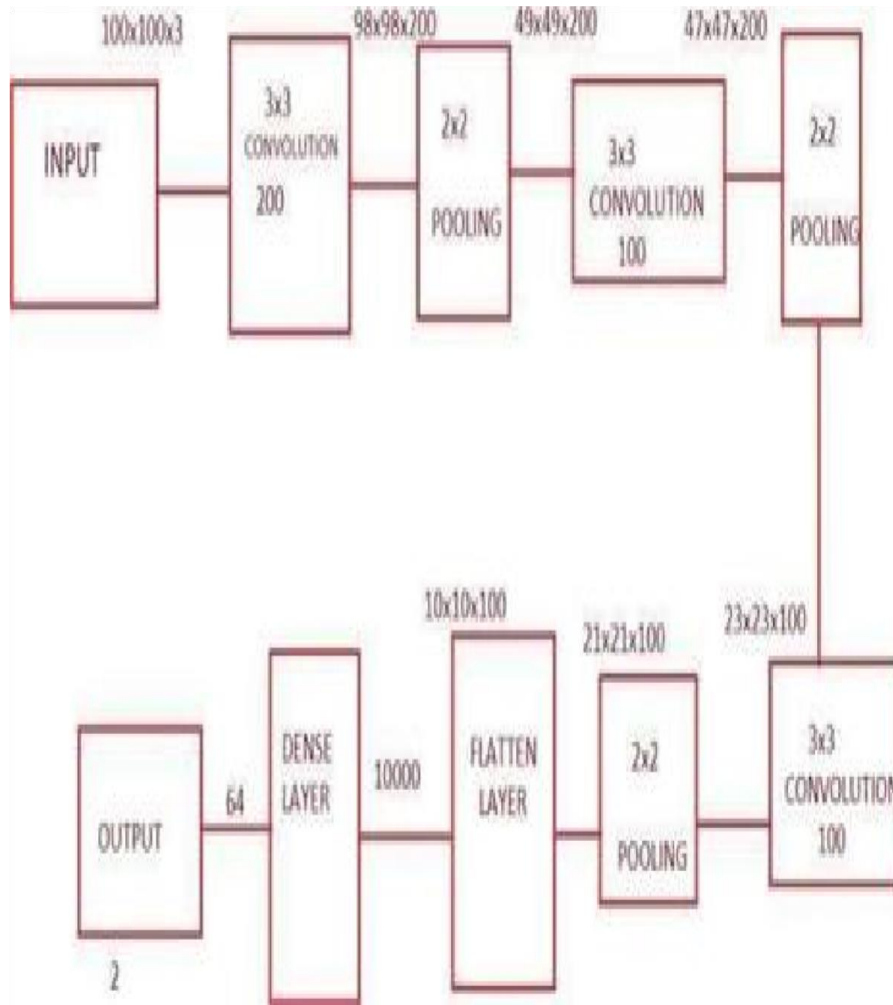 100x100x3
INPUT
3x3
CONVOLUTION
200
98x98x200
2x2
POOLING
49x49x200
3x3
CONVOLUTION
100
47x47x200
2x2
POOLING
23x23x100
3x3
CONVOLUTION
100
21x21x100
2x2
POOLING
10x10x100
FLATTEN
LAYER
10000
DENSE
LAYER
64
OUTPUT
2